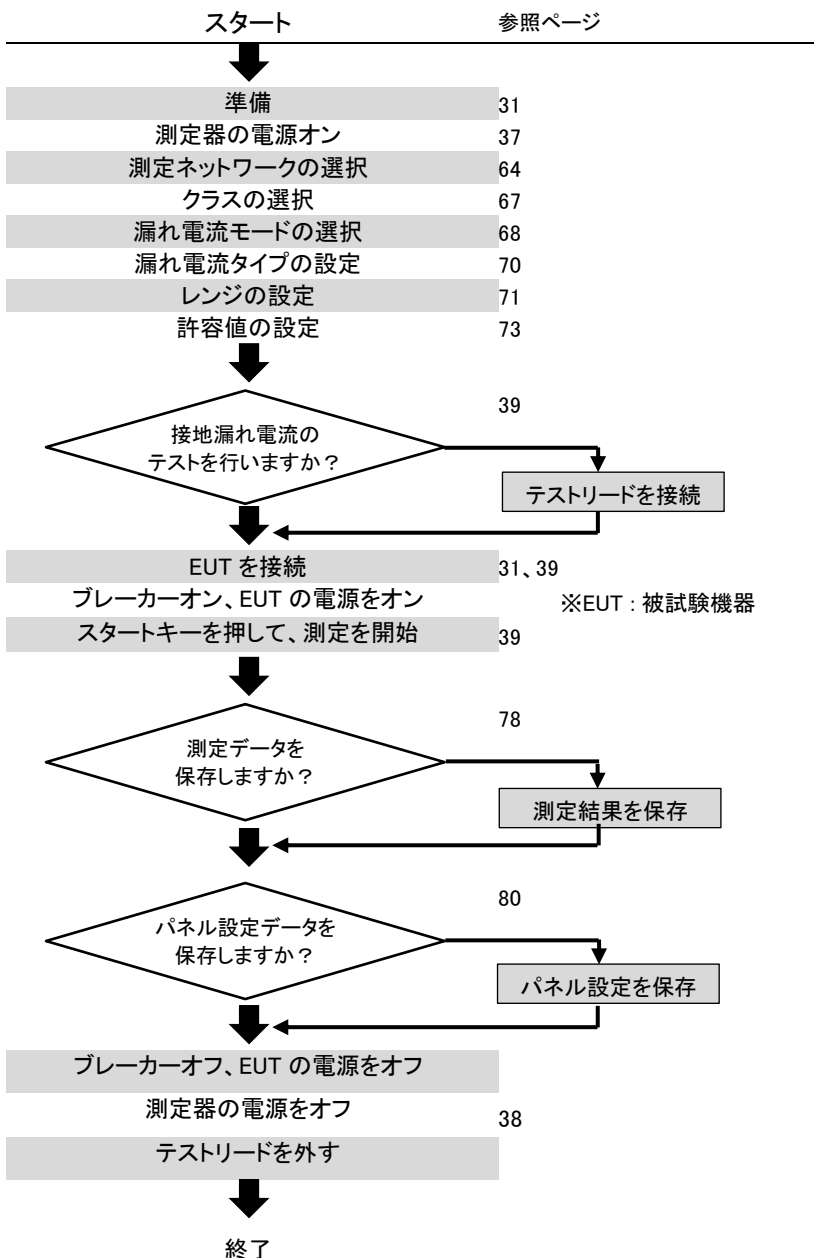 スタート 参照ページ
準備 31
測定器の電源オン 37
測定ネットワークの選択 64
クラスの選択 67
漏れ電流モードの選択 68
漏れ電流タイプの設定 70
レンジの設定 71
許容値の設定 73
39
接地漏れ電流の
テストを行いますか？
テストリードを接続
EUT を接続 31、39
ブレーカーオン、EUT の電源をオン ※EUT：被試験機器
スタートキーを押して、測定を開始 39
78
測定データを
保存しますか？
測定結果を保存
80
パネル設定データを
保存しますか？
パネル設定を保存
ブレーカーオフ、EUT の電源をオフ
測定器の電源をオフ 38
テストリードを外す
終了